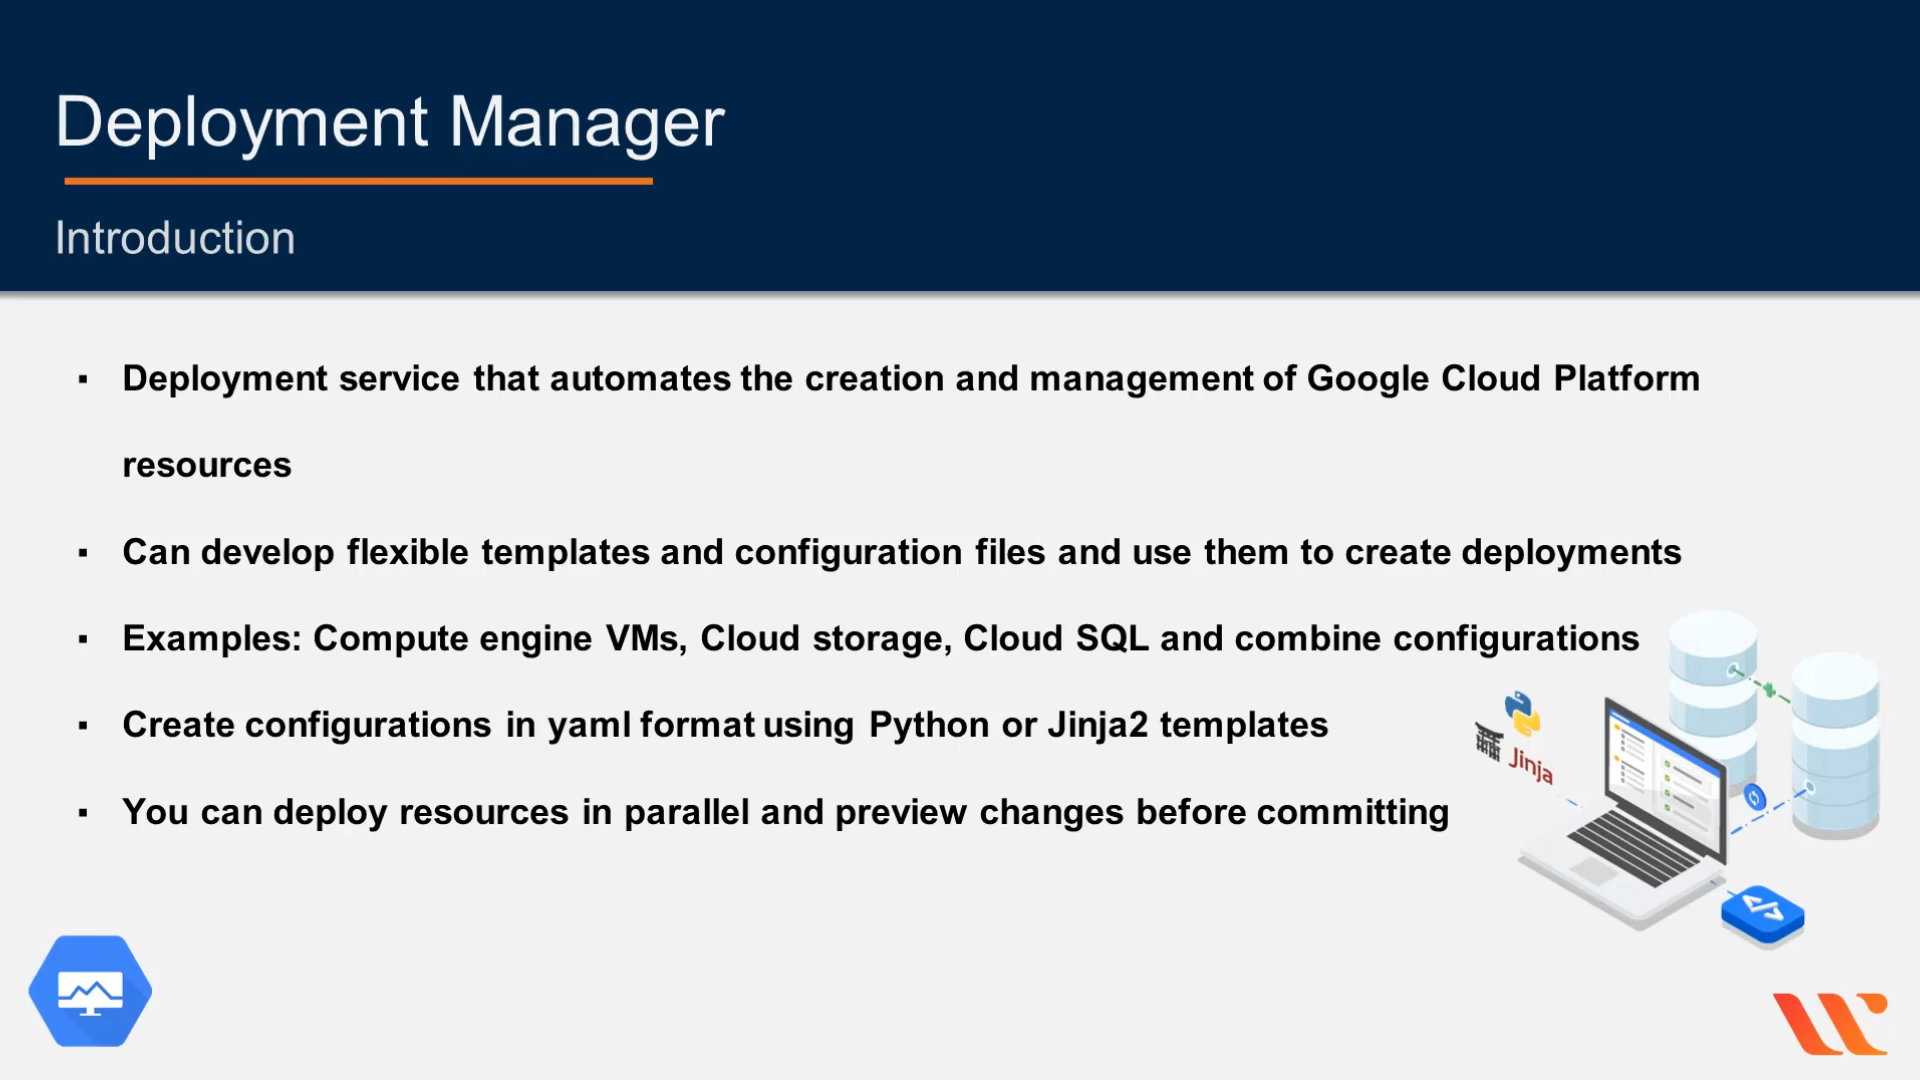 Deployment Manager
Introduction
▪ Deployment service that automates the creation and management of Google Cloud Platform
resources
▪ Can develop flexible templates and configuration files and use them to create deployments
▪ Examples: Compute engine VMs, Cloud storage, Cloud SQL and combine configurations
▪ Create configurations in yaml format using Python or Jinja2 templates
Jinja
▪ You can deploy resources in parallel and preview changes before committing